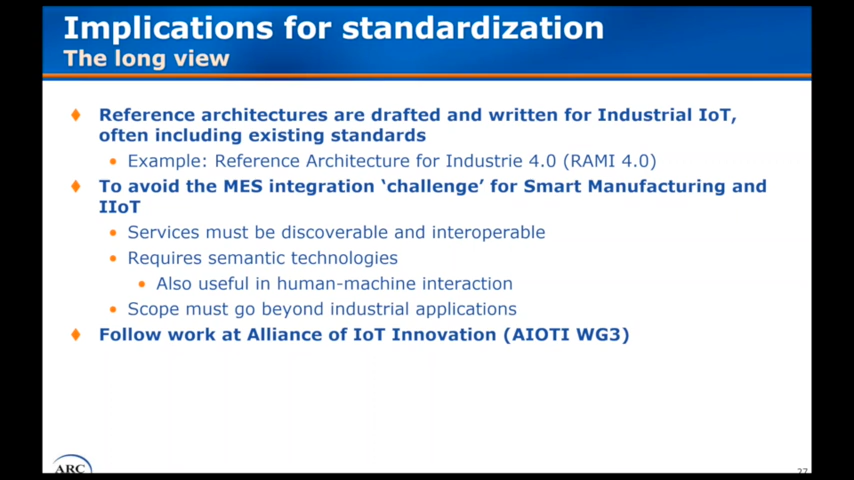 Implications for standardization
The long view
Reference architectures are drafted and written for Industrial IoT,
often including existing standards
Example: Reference Architecture for Industrie 4.0 (RAMI 4.0)
To avoid the MES integration ‘challenge’ for Smart Manufacturing and
IIoT
Services must be discoverable and interoperable
Requires semantic technologies
Also useful in human-machine interaction
Scope must go beyond industrial applications
Follow work at Alliance of IoT Innovation (AIOTI WG3)
ARC
27